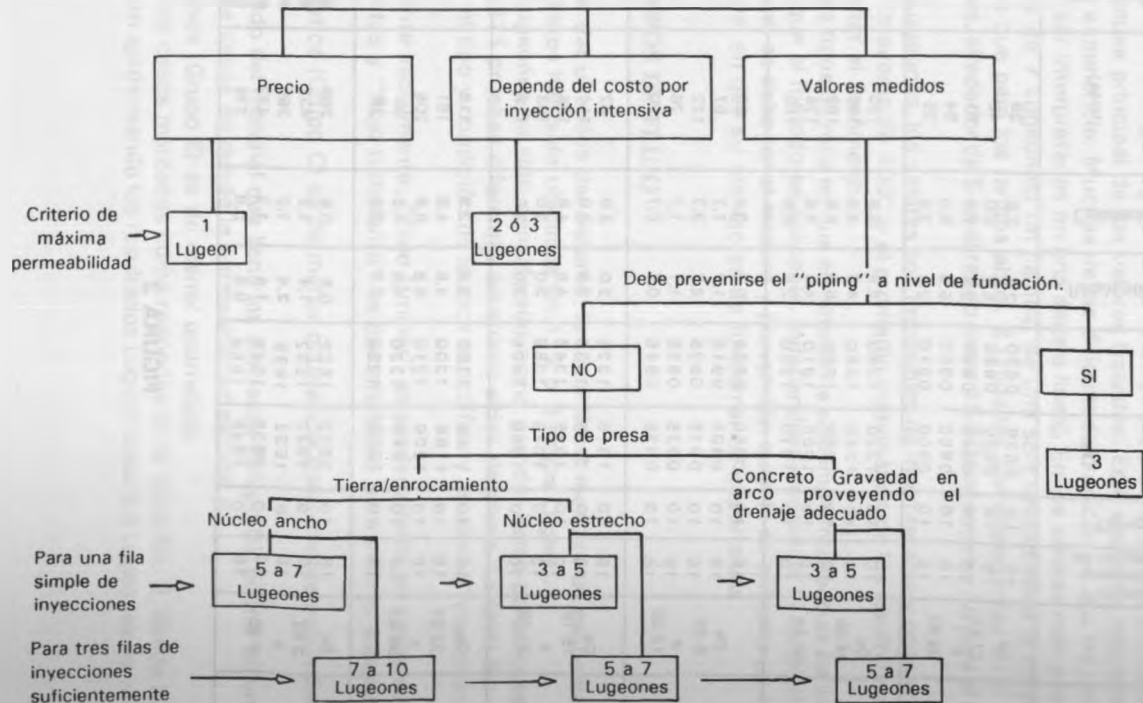 Precio
Depende del costo por
inyección intensiva
Valores medidos
Criterio de
máxima
permeabilidad
1
Lugeon
2 ó 3
Lugeones
Debe prevenirse el "piping" a nivel de fundación.
NO
SI
Tipo de presa
3
Lugeones
Tierra/enrocamiento
Concreto Gravedad en
arco proveyendo el
drenaje adecuado
Núcleo ancho
Núcleo estrecho
Para una fila
simple de
inyecciones
5 a 7
Lugeones
3 a 5
Lugeones
3 a 5
Lugeones
Para tres filas de
inyecciones
suficientemente
7 a 10
Lugeones
5 a 7
Lugeones
5 a 7
Lugeones